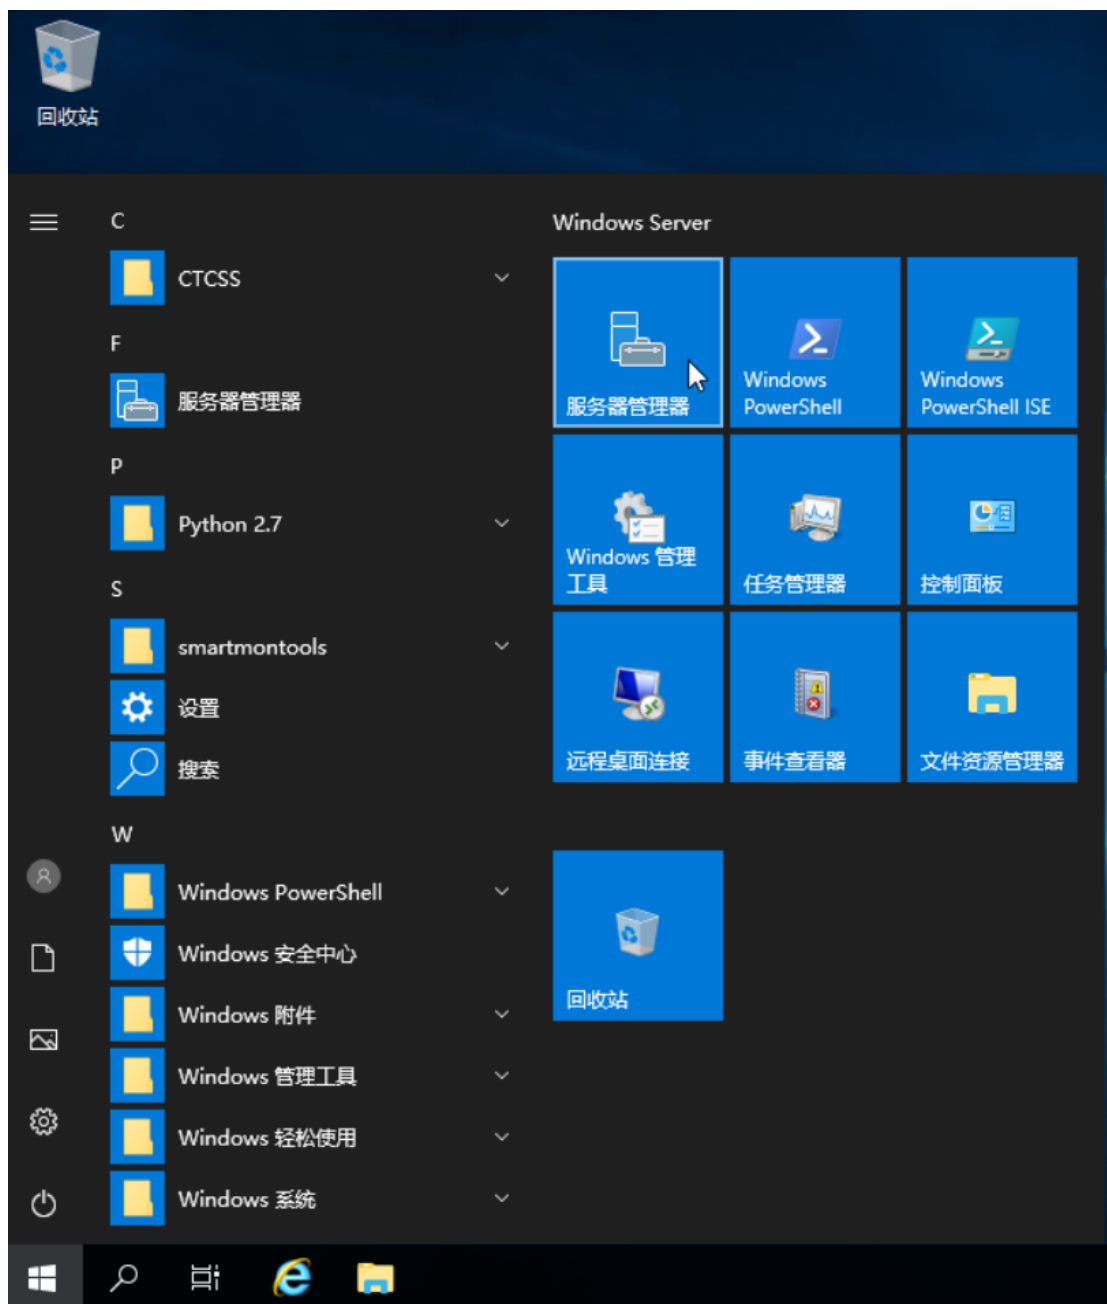 回收站
C
CTCSS
F
服务器管理器
P
Python 2.7
S
smartmontools
设置
搜索
W
Windows PowerShell
Windows 安全中心
Windows 附件
Windows 管理工具
Windows 轻松使用
Windows 系统
Windows Server
服务器管理器
Windows
PowerShell
Windows
PowerShell ISE
Windows 管理
工具
任务管理器
控制面板
远程桌面连接
事件查看器
文件资源管理器
回收站